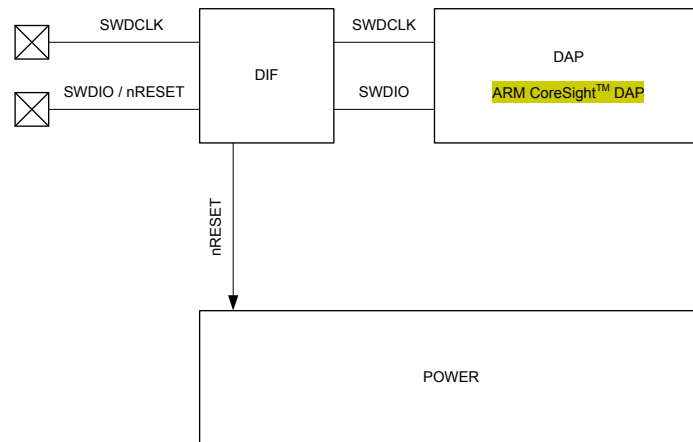 SWDCLK
SWDCLK
DIF
DAP
SWDIO / nRESET
SWDIO
ARM CoreSight™ DAP
nRESET
POWER